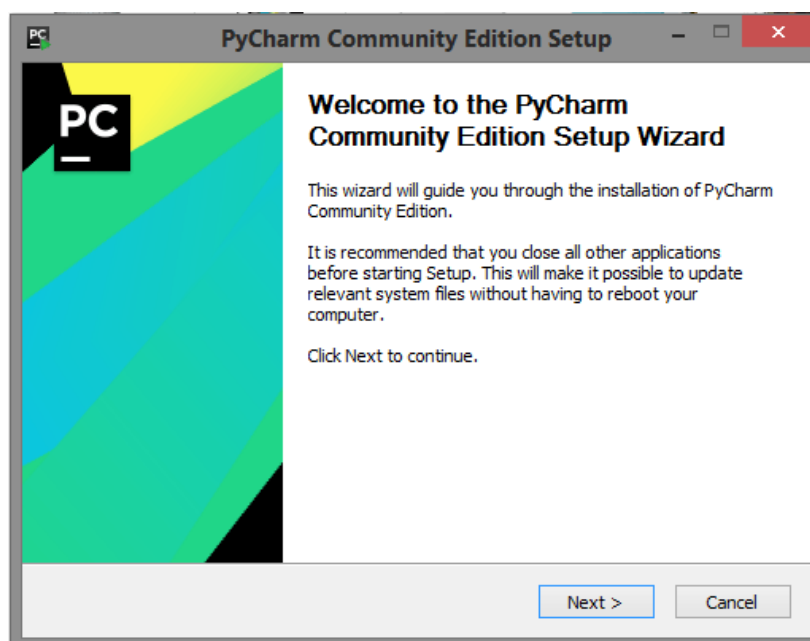 PC
PyCharm Community Edition Setup
PC
Welcome to the PyCharm
Community Edition Setup Wizard
This wizard will guide you through the installation of PyCharm
Community Edition.
It is recommended that you close all other applications
before starting Setup. This will make it possible to update
relevant system files without having to reboot your
computer.
Click Next to continue.
Next >
Cancel